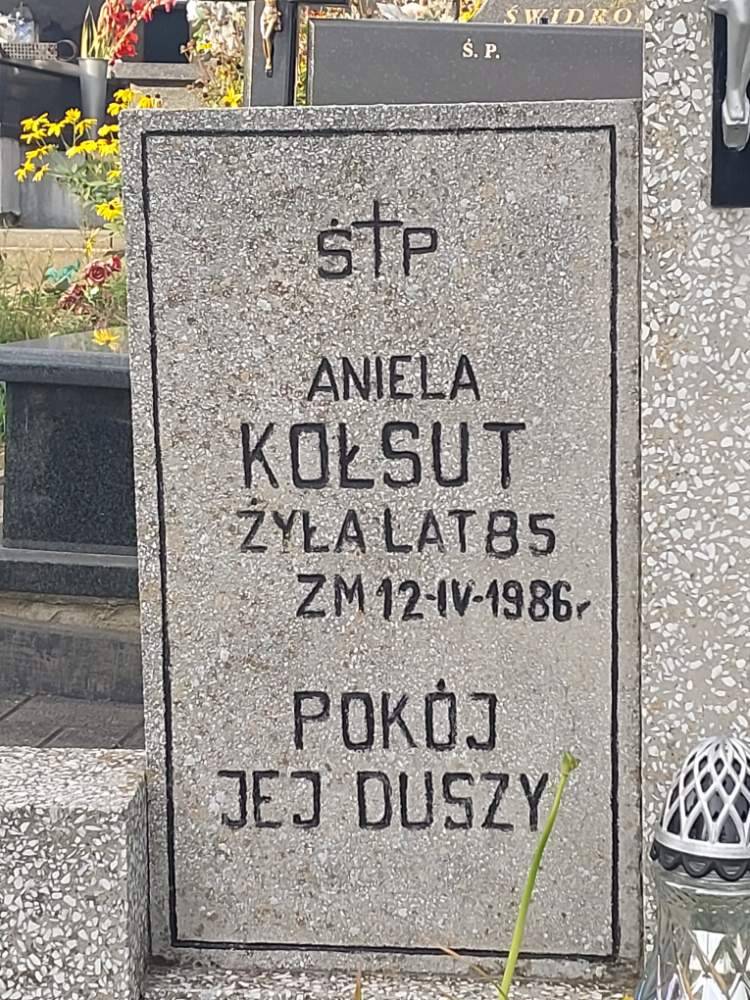 ŚWIDRO
Ś. P.
Ś†P
ANIELA
KOŁSUT
ŻYŁA LAT 85
ZM 12-IV-1986r
POKÓJ
JEJ DUSZY